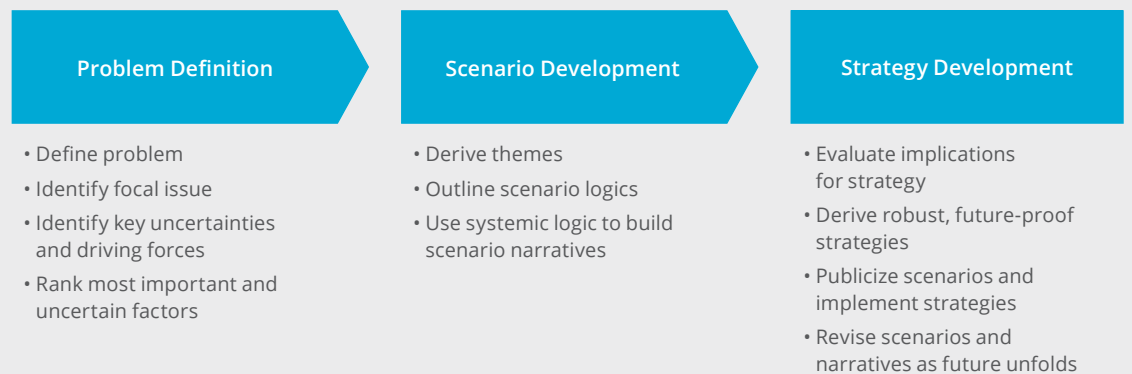 Problem Definition
• Define problem
• Identify focal issue
• Identify key uncertainties
and driving forces
• Rank most important and
uncertain factors
Scenario Development
• Derive themes
• Outline scenario logics
• Use systemic logic to build
scenario narratives
Strategy Development
• Evaluate implications
for strategy
• Derive robust, future-proof
strategies
• Publicize scenarios and
implement strategies
• Revise scenarios and
narratives as future unfolds